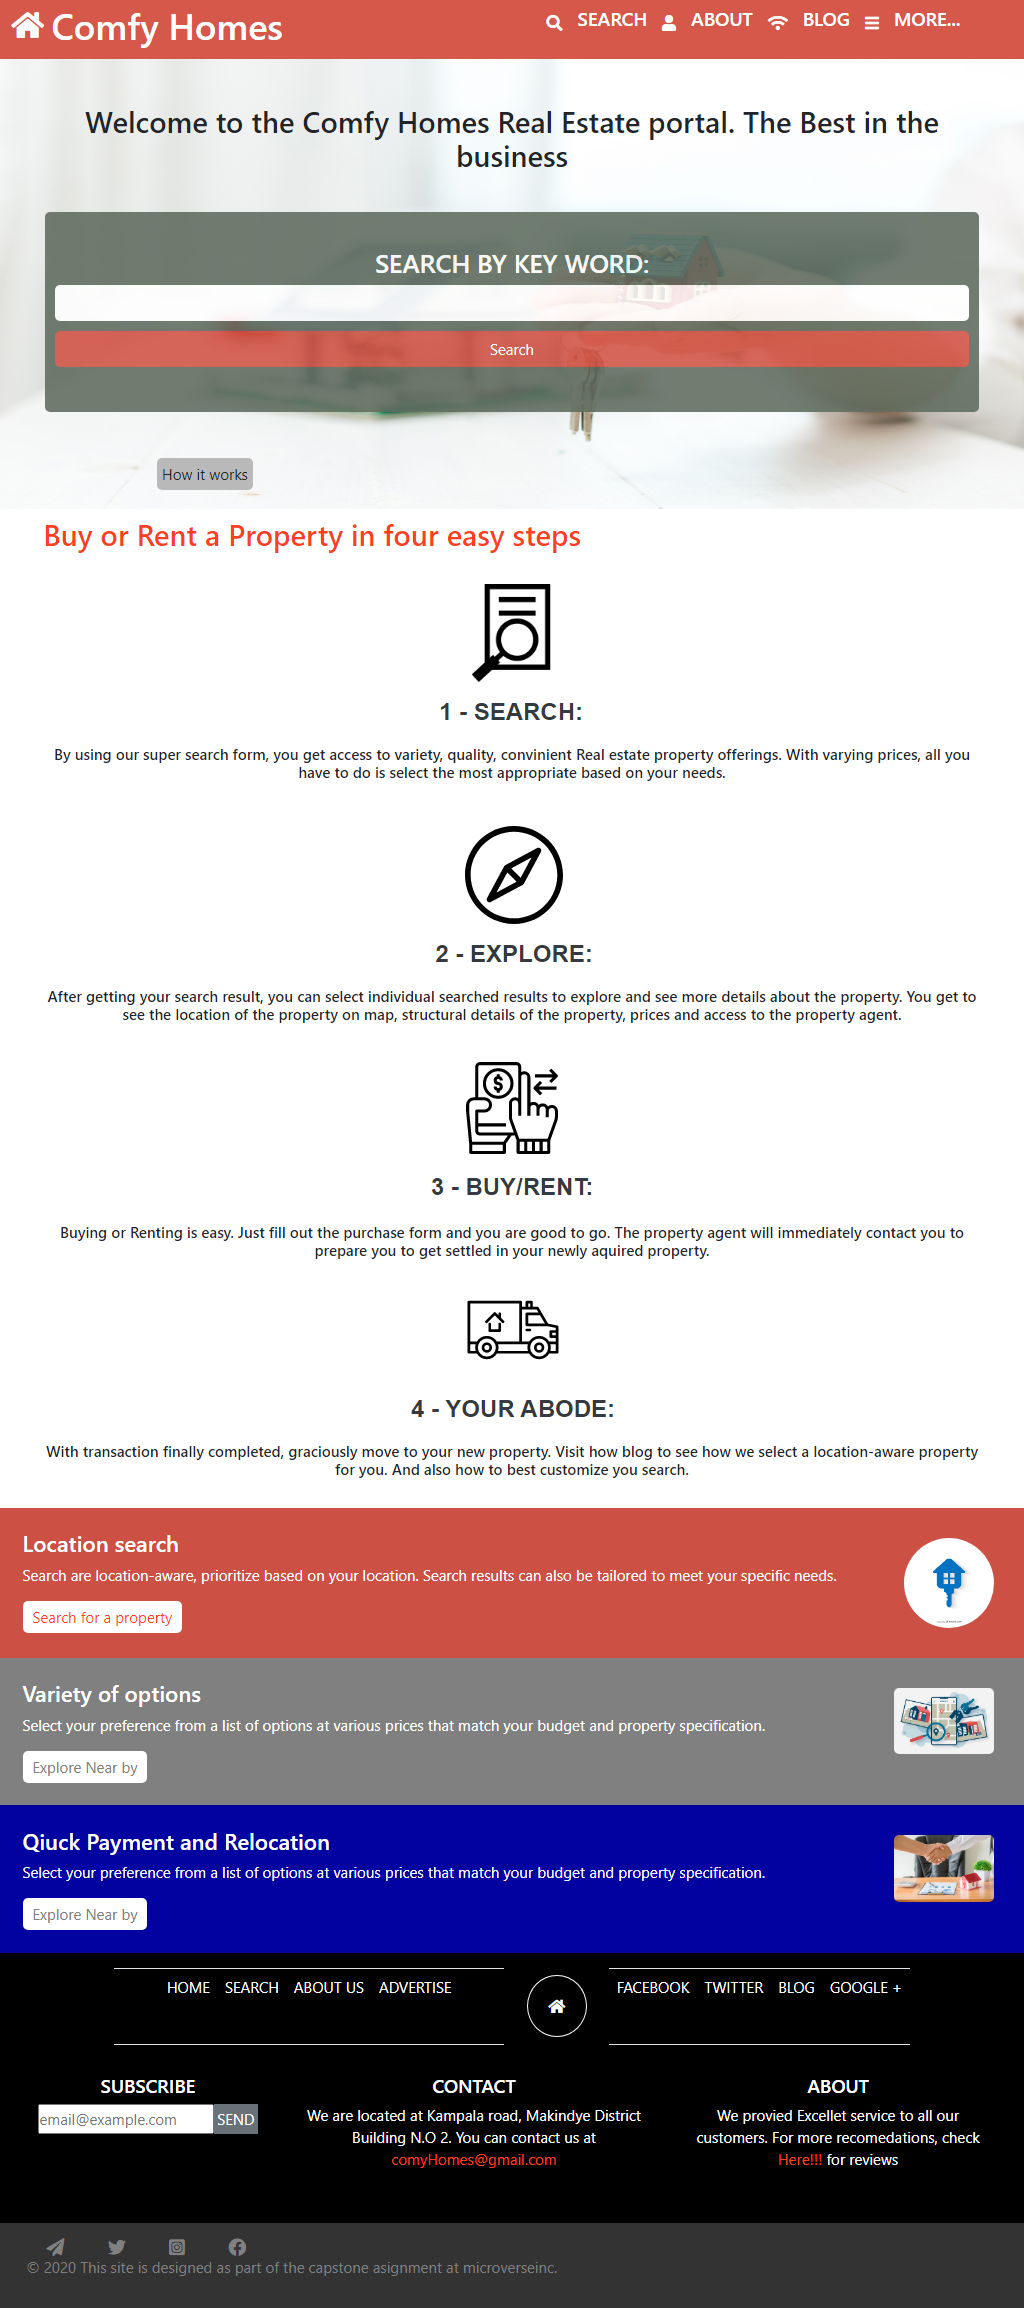 Comfy Homes
SEARCH ABOUT BLOG MORE...
Welcome to the Comfy Homes Real Estate portal. The Best in the
business
SEARCH BY KEY WORD:
Search
How it works
Buy or Rent a Property in four easy steps
1 - SEARCH:
By using our super search form, you get access to variety, quality, convinient Real estate property offerings. With varying prices, all you
have to do is select the most appropriate based on your needs.
2 - EXPLORE:
After getting your search result, you can select individual searched results to explore and see more details about the property. You get to
see the location of the property on map, structural details of the property, prices and access to the property agent.
3 - BUY/RENT:
Buying or Renting is easy. Just fill out the purchase form and you are good to go. The property agent will immediately contact you to
prepare you to get settled in your newly aquired property.
4 - YOUR ABODE:
With transaction finally completed, graciously move to your new property. Visit how blog to see how we select a location-aware property
for you. And also how to best customize you search.
Location search
Search are location-aware, prioritize based on your location. Search results can also be tailored to meet your specific needs.
Search for a property
Variety of options
Select your preference from a list of options at various prices that match your budget and property specification.
Explore Near by
Qiuck Payment and Relocation
Select your preference from a list of options at various prices that match your budget and property specification.
Explore Near by
HOME SEARCH ABOUT US ADVERTISE
FACEBOOK TWITTER BLOG GOOGLE +
SUBSCRIBE
email@example.com SEND
CONTACT
We are located at Kampala road, Makindye District
Building N.O 2. You can contact us at
comyHomes@gmail.com
ABOUT
We provied Excellet service to all our
customers. For more recomedations, check
Here!!! for reviews
© 2020 This site is designed as part of the capstone asignment at microverseinc.